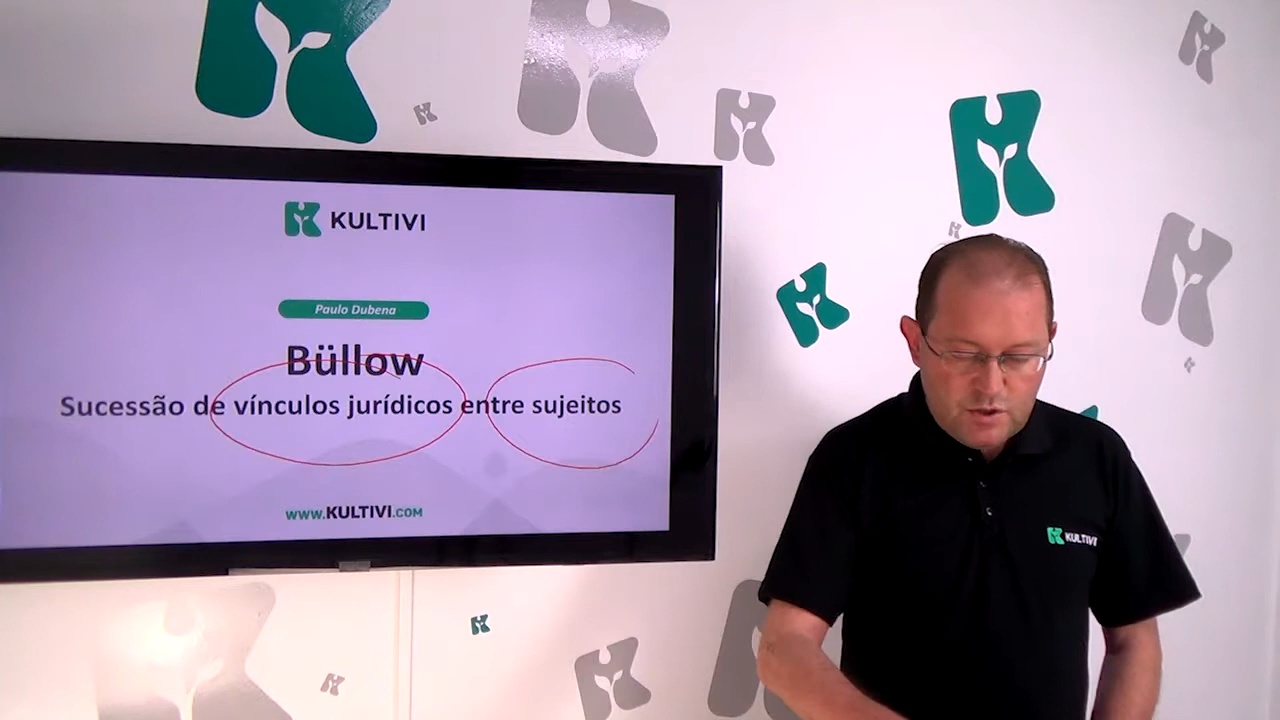 KULTIVI
Paulo Dubena
Büllow
Sucessão de vínculos jurídicos entre sujeitos
www.KULTIVI.COM
KULTIVI